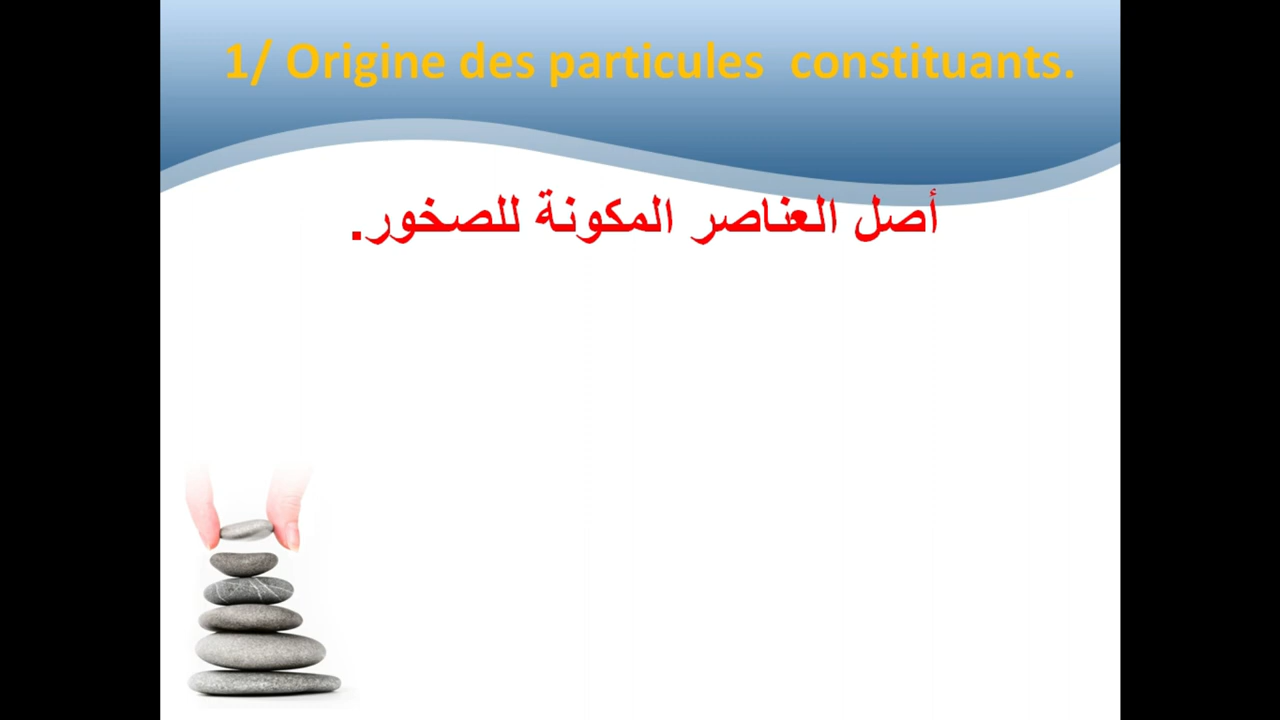 1/ Origine des particules constituants.
أصل العناصر المكونة للصخور.